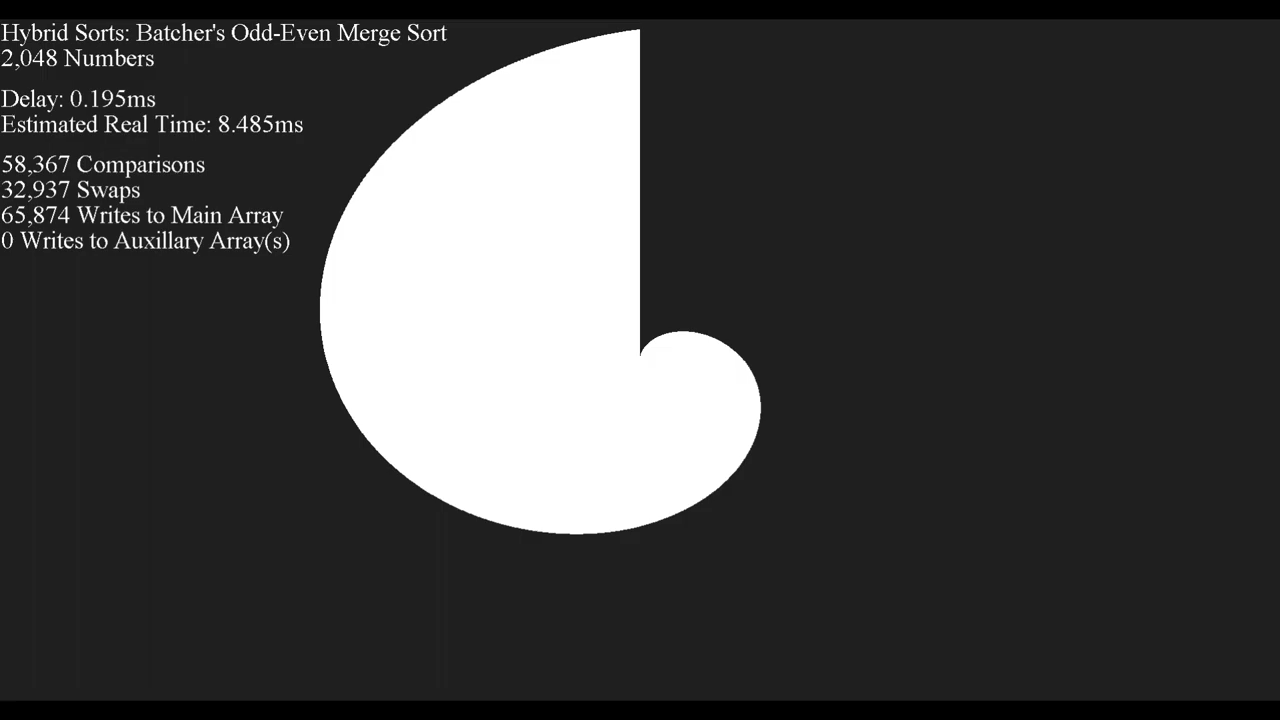 Hybrid Sorts: Batcher's Odd-Even Merge Sort
2,048 Numbers
Delay: 0.195ms
Estimated Real Time: 8.485ms
58,367 Comparisons
32,937 Swaps
65,874 Writes to Main Array
0 Writes to Auxillary Array(s)